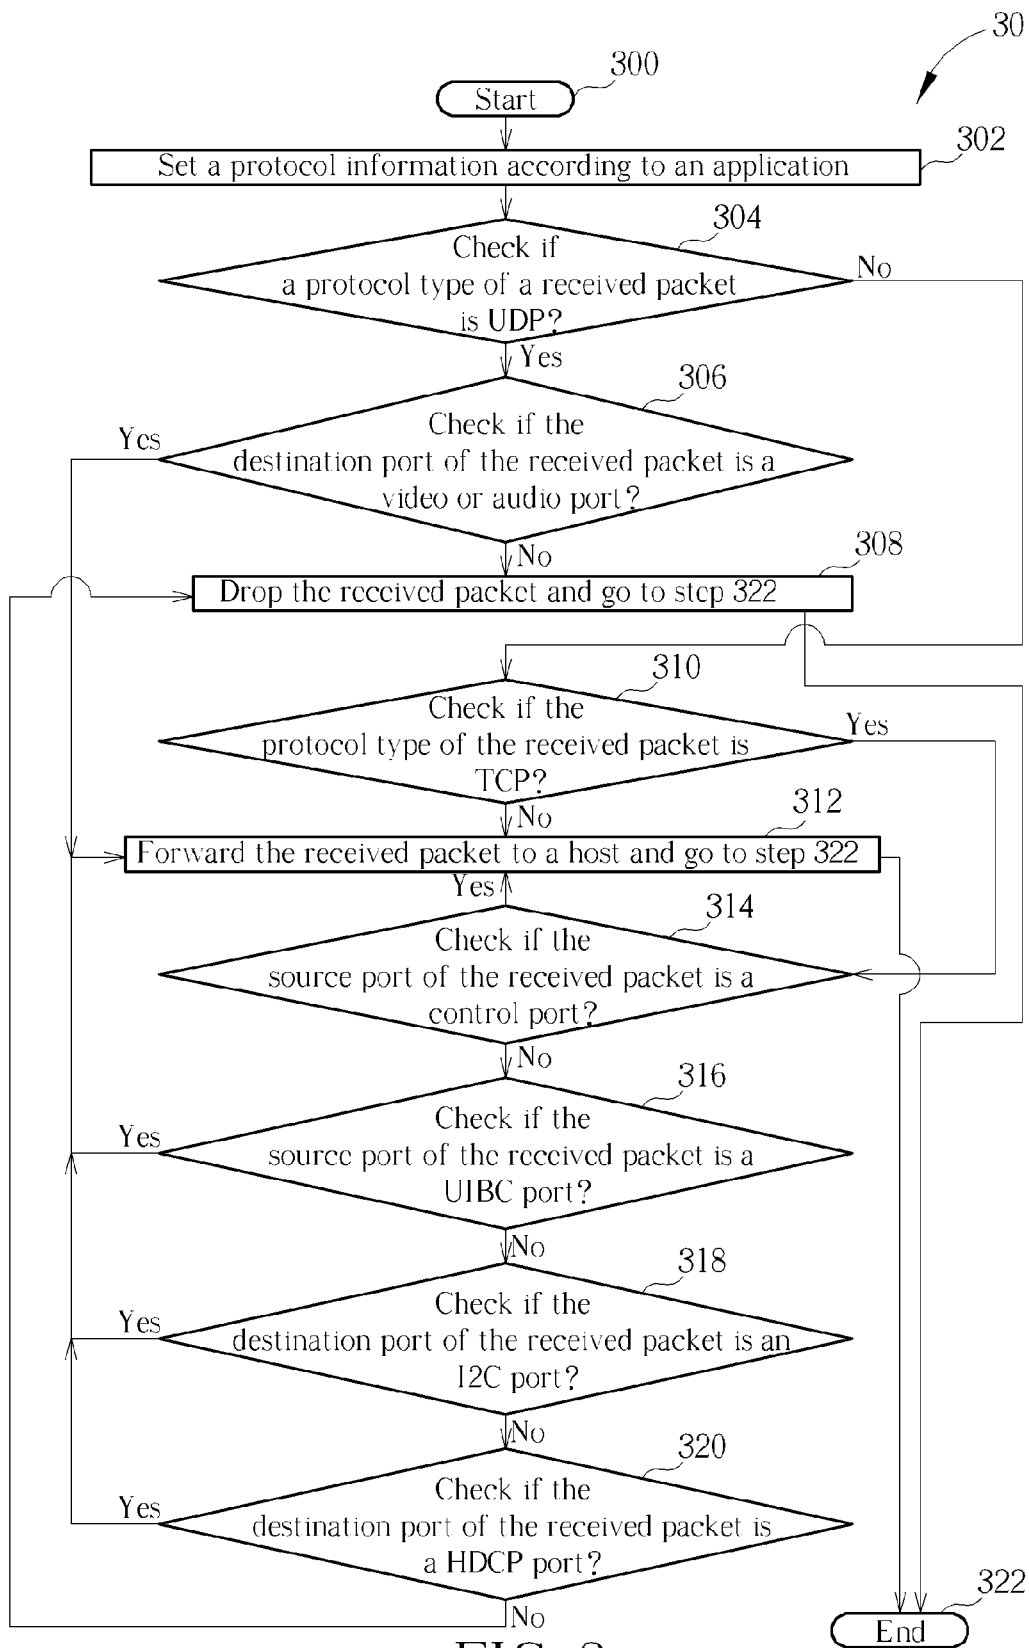 30
Start
300
Set a protocol information according to an application
302
304
Check if
a protocol type of a received packet
is UDP?
No
Yes
306
Check if the
destination port of the received packet is a
video or audio port?
Yes
No
308
Drop the received packet and go to step 322
310
Check if the
protocol type of the received packet is
TCP?
Yes
No
312
Forward the received packet to a host and go to step 322
Yes
314
Check if the
source port of the received packet is a
control port?
No
316
Check if the
source port of the received packet is a
UIBC port?
Yes
No
318
Check if the
destination port of the received packet is an
I2C port?
Yes
No
320
Check if the
destination port of the received packet is
a HDCP port?
Yes
No
322
End